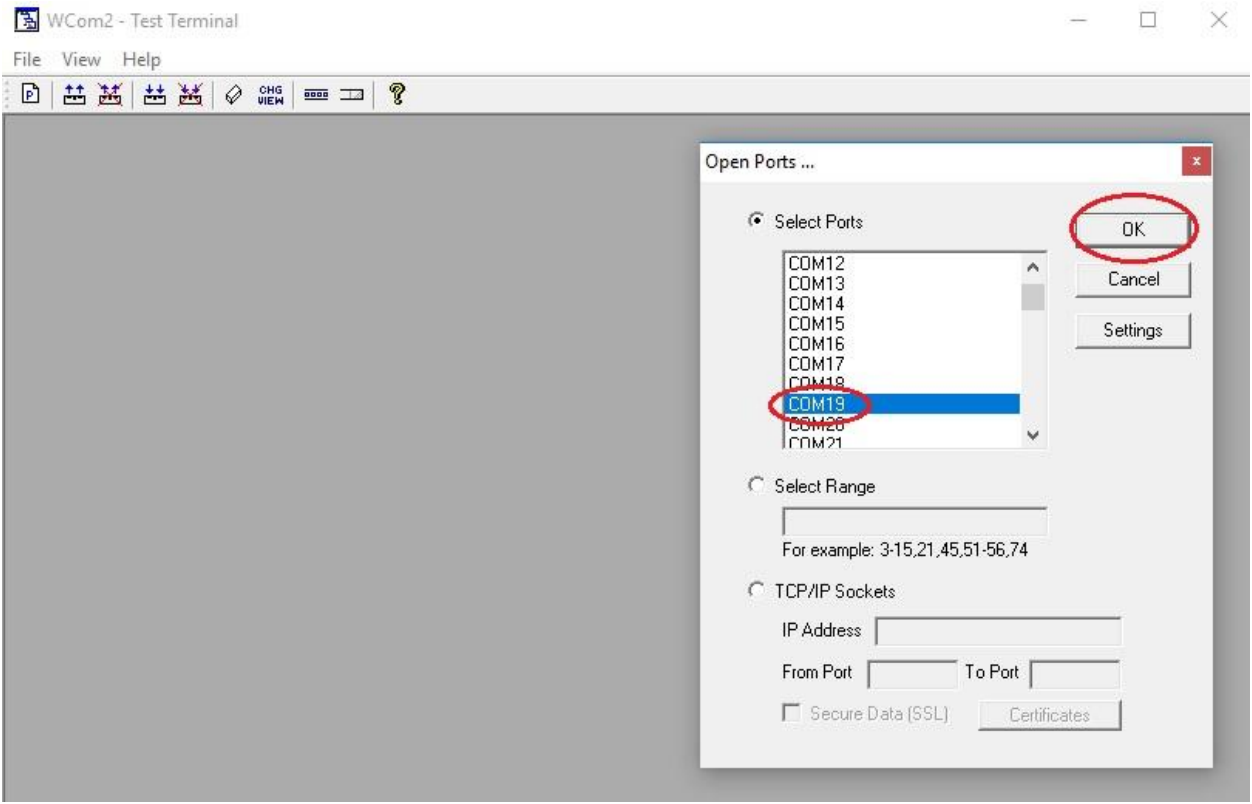 WCom2 - Test Terminal
File View Help
P CHG VIEW ?
Open Ports ...
Select Ports
OK
COM12
COM13
Cancel
COM14
COM15
Settings
COM16
COM17
COM18
COM19
COM20
COM21
Select Range
For example: 3-15,21,45,51-56,74
TCP/IP Sockets
IP Address
From Port To Port
Secure Data (SSL) Certificates